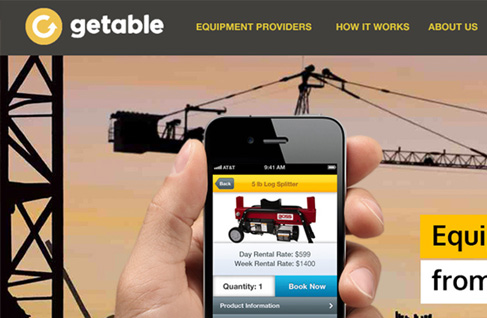 getable
EQUIPMENT PROVIDERS
HOW IT WORKS
ABOUT US
AT&T
9:41 AM
Back
5 lb Log Splitter
BOSS
Day Rental Rate: $599
Week Rental Rate: $1400
Quantity: 1
Book Now
Product Information
Equi
from